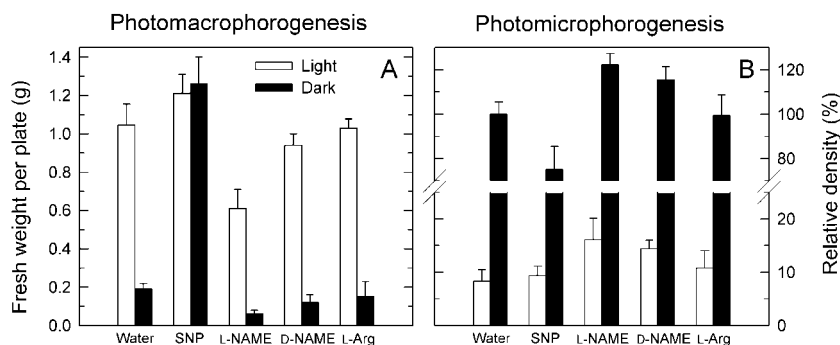 Photomacrophorogenesis
Photomicrophorogenesis
Fresh weight per plate (g)
1.4
1.2
1.0
0.8
0.6
0.4
0.2
0.0
Light
Dark
A
Water SNP L-NAME D-NAME L-Arg
B
120
100
80
20
10
0
Relative density (%)
Water SNP L-NAME D-NAME L-Arg